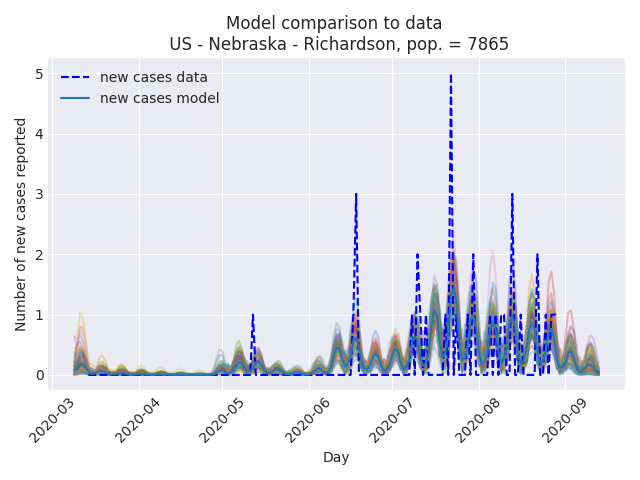 Model comparison to data
US - Nebraska - Richardson, pop. = 7865
new cases data
new cases model
Number of new cases reported
5
4
3
2
1
0
2020-03
2020-04
2020-05
2020-06
2020-07
2020-08
2020-09
Day